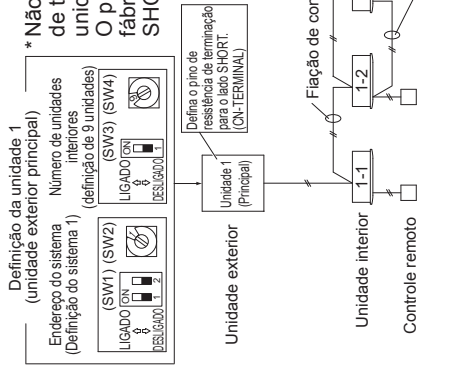 Definição da unidade 1
(unidade exterior principal)
Endereço do sistema
(Definição do sistema 1)
(SW1) (SW2)
LIGADO
ON
DESLIGADO
1 2
Número de unidades
interiores
(definição de 9 unidades)
(SW3) (SW4)
LIGADO
ON
DESLIGADO
1
* Não
de t
unic
O p
fábr
SHO
Unidade exterior
Unidade 1
(Principal)
Defina o pino de
resistência de terminação
para o lado SHORT.
(CN-TERMINAL)
Fiação de con
Unidade interior
1-1
1-2
Controle remoto